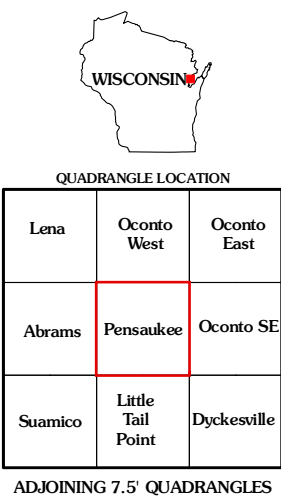 WISCONSIN
QUADRANGLE LOCATION
Lena
Oconto
West
Oconto
East
Abrams
Pensaukee
Oconto SE
Suamico
Little
Tail
Point
Dyckesville
ADJOINING 7.5' QUADRANGLES